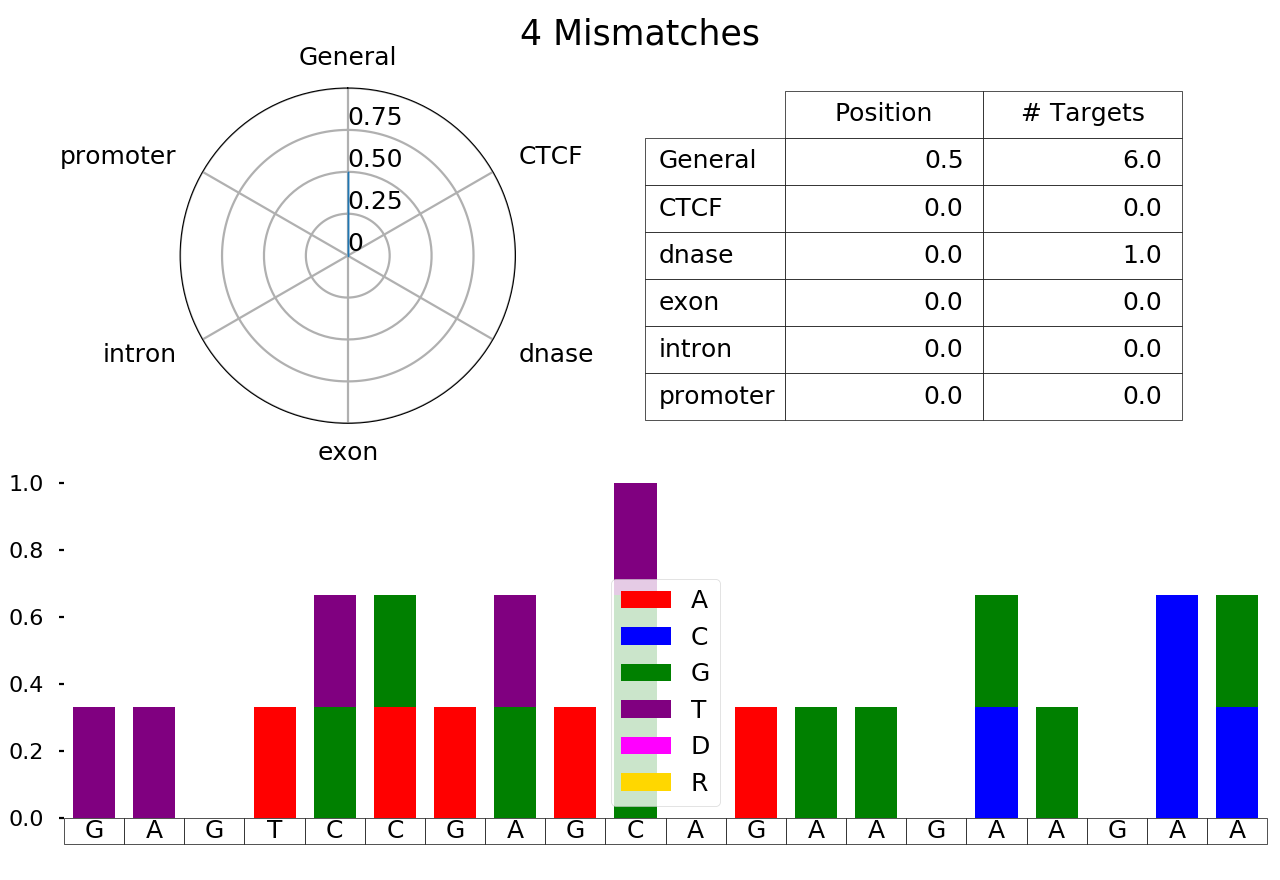 4 Mismatches
General
promoter
CTCF
0.75
0.50
0.25
0
intron
dnase
exon
Position # Targets
General 0.5 6.0
CTCF 0.0 0.0
dnase 0.0 1.0
exon 0.0 0.0
intron 0.0 0.0
promoter 0.0 0.0
1.0
0.8
0.6
0.4
0.2
0.0
A
C
G
T
D
R
G A G T C C G A G C A G A A G A A G A A